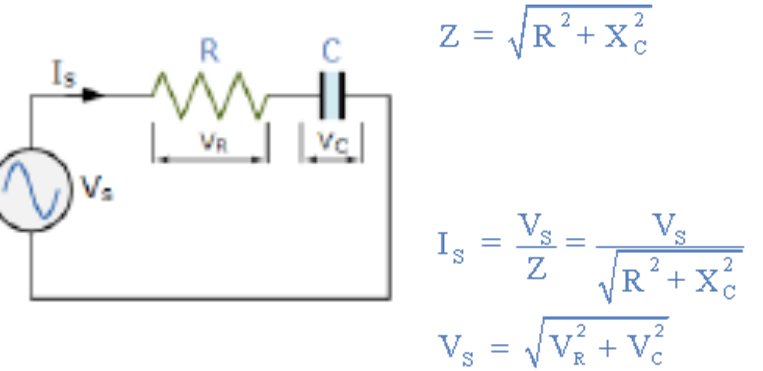 R C
I_S
V_R V_C
V_s
Z = √(R² + X_C²)
I_S = V_S / Z = V_S / √(R² + X_C²)
V_S = √(V_R² + V_C²)